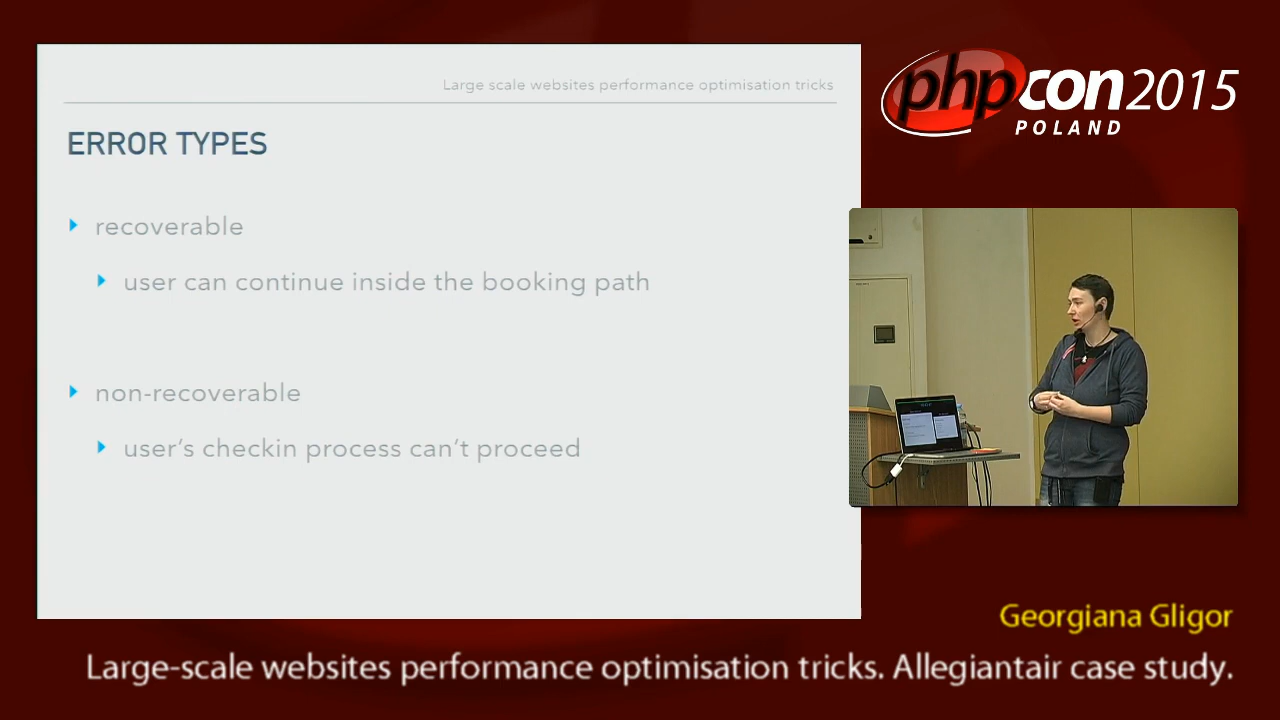 Large scale websites performance optimisation tricks
ERROR TYPES
recoverable
user can continue inside the booking path
non-recoverable
user's checkin process can't proceed
phpcon2015
POLAND
Georgiana Gligor
Large-scale websites performance optimisation tricks. Allegiantair case study.